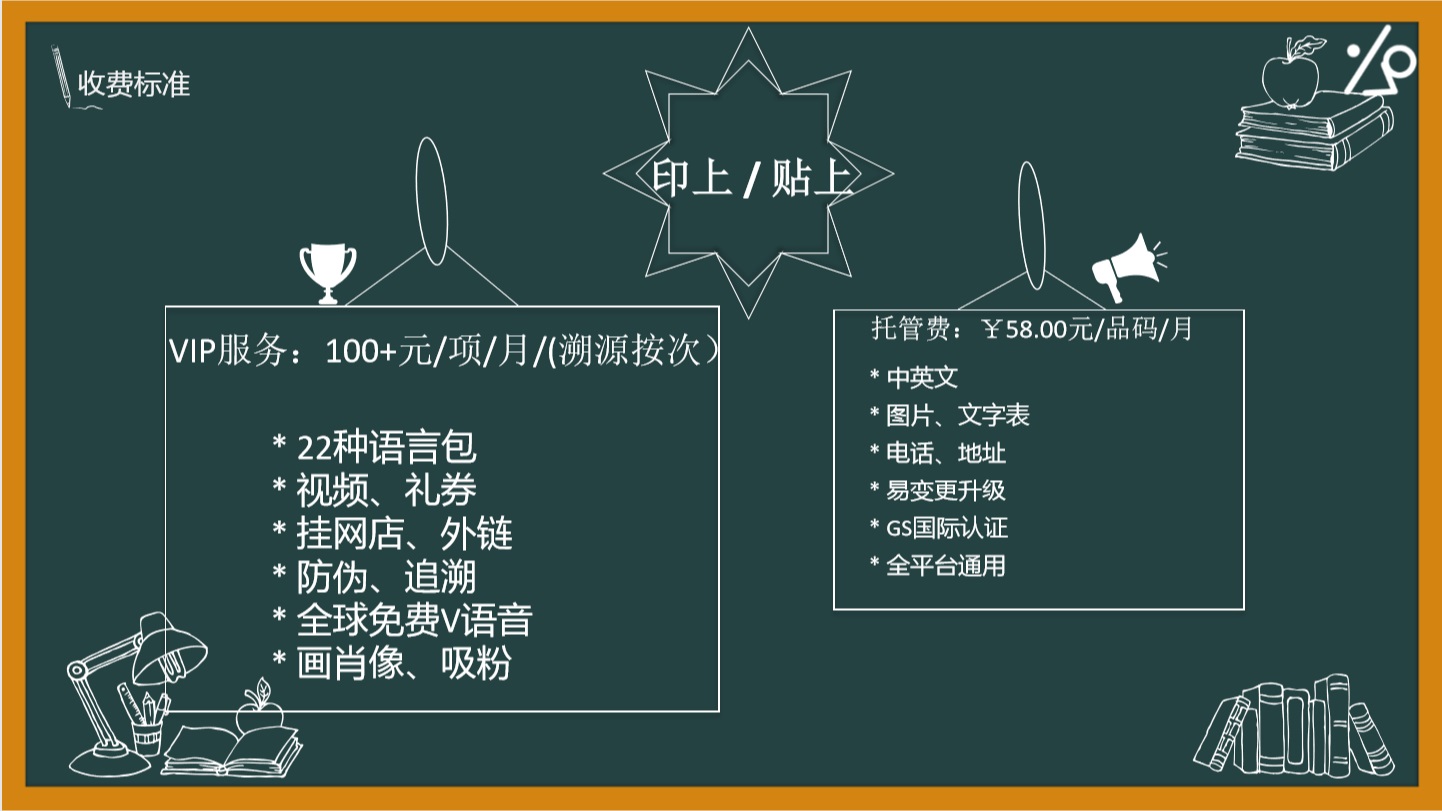 收费标准
印上 / 贴上
VIP服务：100+元/项/月/(溯源按次）
* 22种语言包
* 视频、礼券
* 挂网店、外链
* 防伪、追溯
* 全球免费V语音
* 画肖像、吸粉
托管费：￥58.00元/品码/月
* 中英文
* 图片、文字表
* 电话、地址
* 易变更升级
* GS国际认证
* 全平台通用